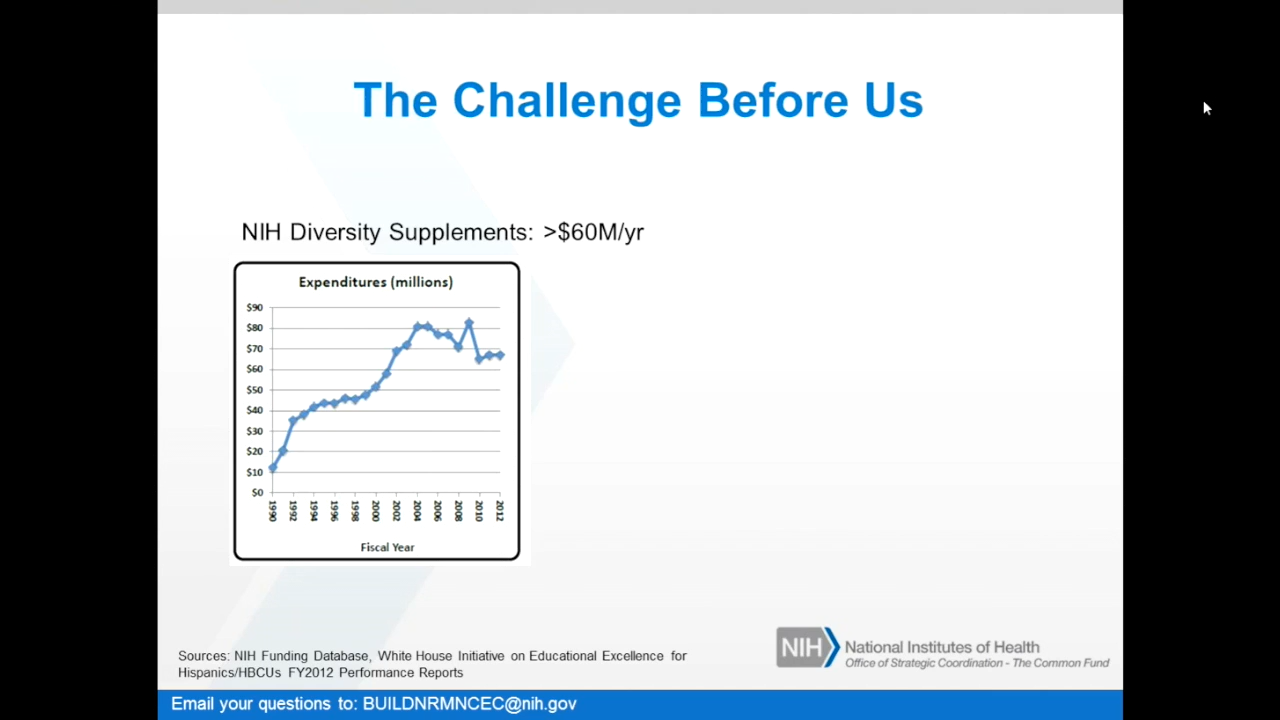 The Challenge Before Us
NIH Diversity Supplements: >$60M/yr
Expenditures (millions)
$90
$80
$70
$60
$50
$40
$30
$20
$10
$0
1990
1992
1994
1996
1998
2000
2002
2004
2006
2008
2010
2012
Fiscal Year
Sources: NIH Funding Database, White House Initiative on Educational Excellence for
Hispanics/HBCUs FY2012 Performance Reports
NIH
National Institutes of Health
Office of Strategic Coordination - The Common Fund
Email your questions to: BUILDNRMNCEC@nih.gov